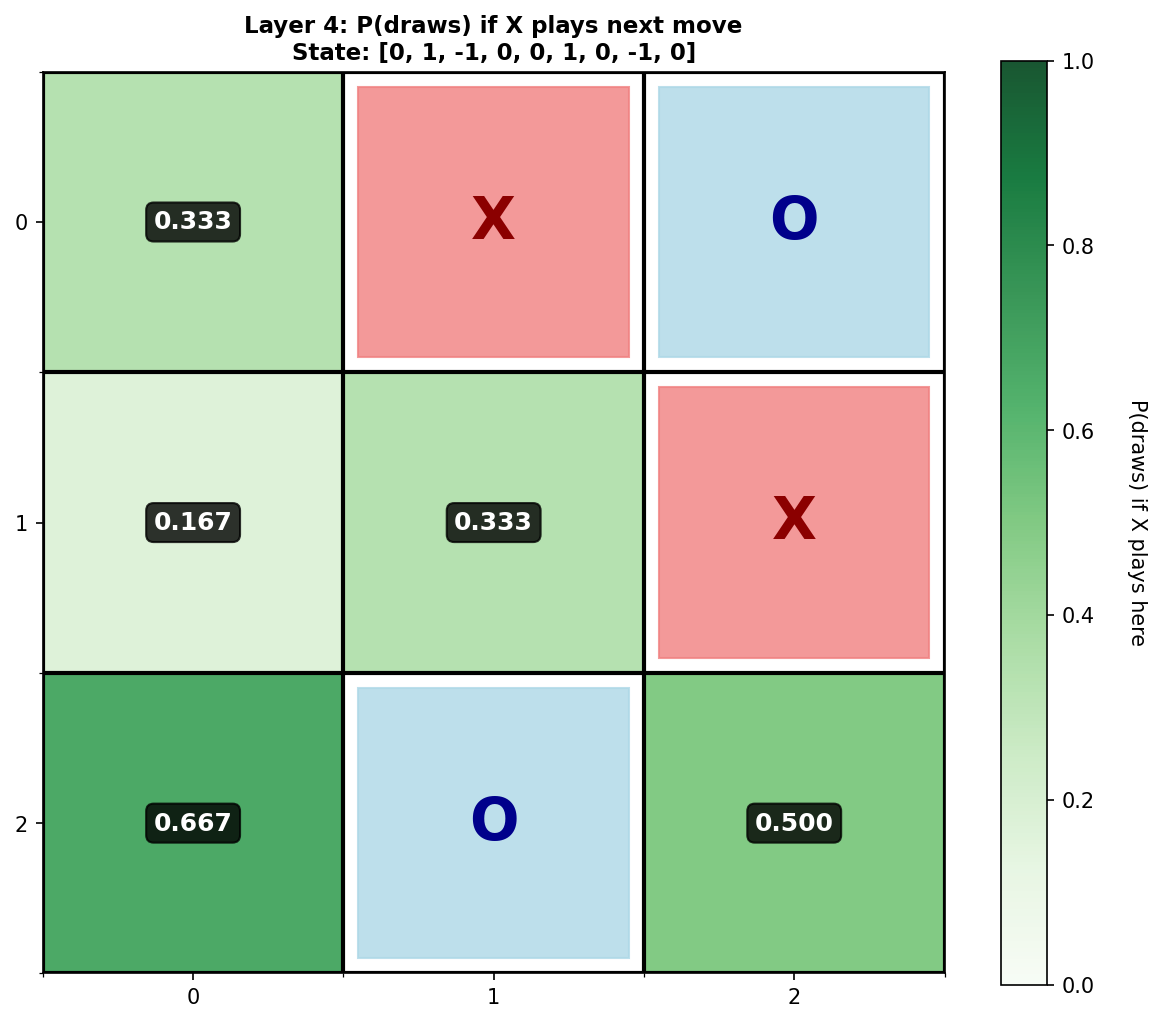 Layer 4: P(draws) if X plays next move
State: [0, 1, -1, 0, 0, 1, 0, -1, 0]
0.333
X
O
0.167
0.333
X
0.667
O
0.500
0
1
2
0
1
2
1.0
0.8
0.6
0.4
0.2
0.0
P(draws) if X plays here